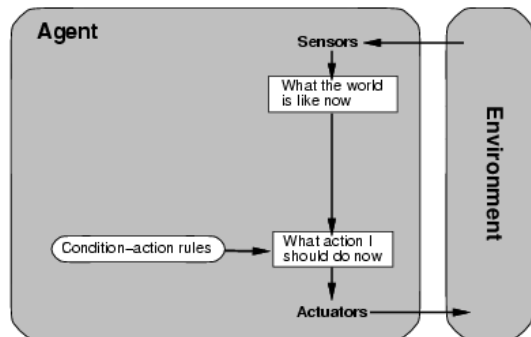 Agent
Sensors
What the world
is like now
Environment
Condition−action rules
What action I
should do now
Actuators